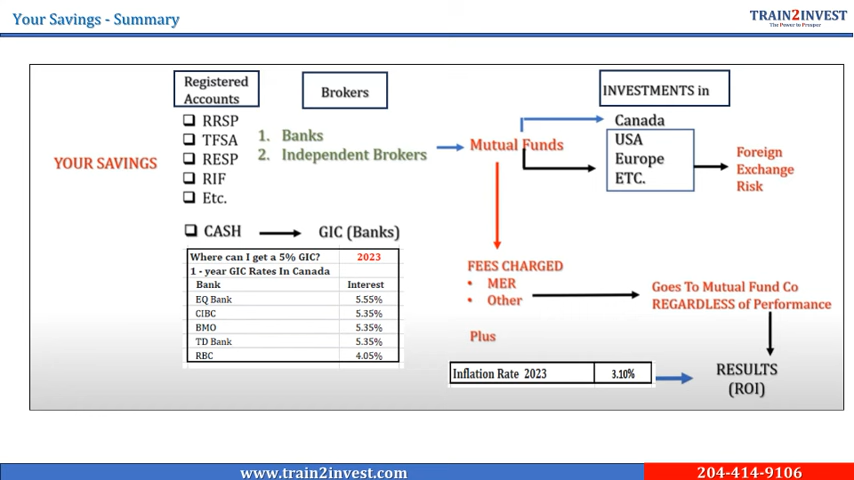 Your Savings - Summary
TRAIN2INVEST
The Power to Prosper
Registered
Accounts
Brokers
INVESTMENTS in
RRSP
TFSA
RESP
RIF
Etc.
YOUR SAVINGS
1. Banks
2. Independent Brokers
Mutual Funds
Canada
USA
Europe
ETC.
Foreign
Exchange
Risk
CASH
GIC (Banks)
Where can I get a 5% GIC? 2023
1 - year GIC Rates In Canada
Bank Interest
EQ Bank 5.55%
CIBC 5.35%
BMO 5.35%
TD Bank 5.35%
RBC 4.05%
FEES CHARGED
• MER
• Other
Plus
Goes To Mutual Fund Co
REGARDLESS of Performance
Inflation Rate 2023 3.10%
RESULTS
(ROI)
www.train2invest.com
204-414-9106